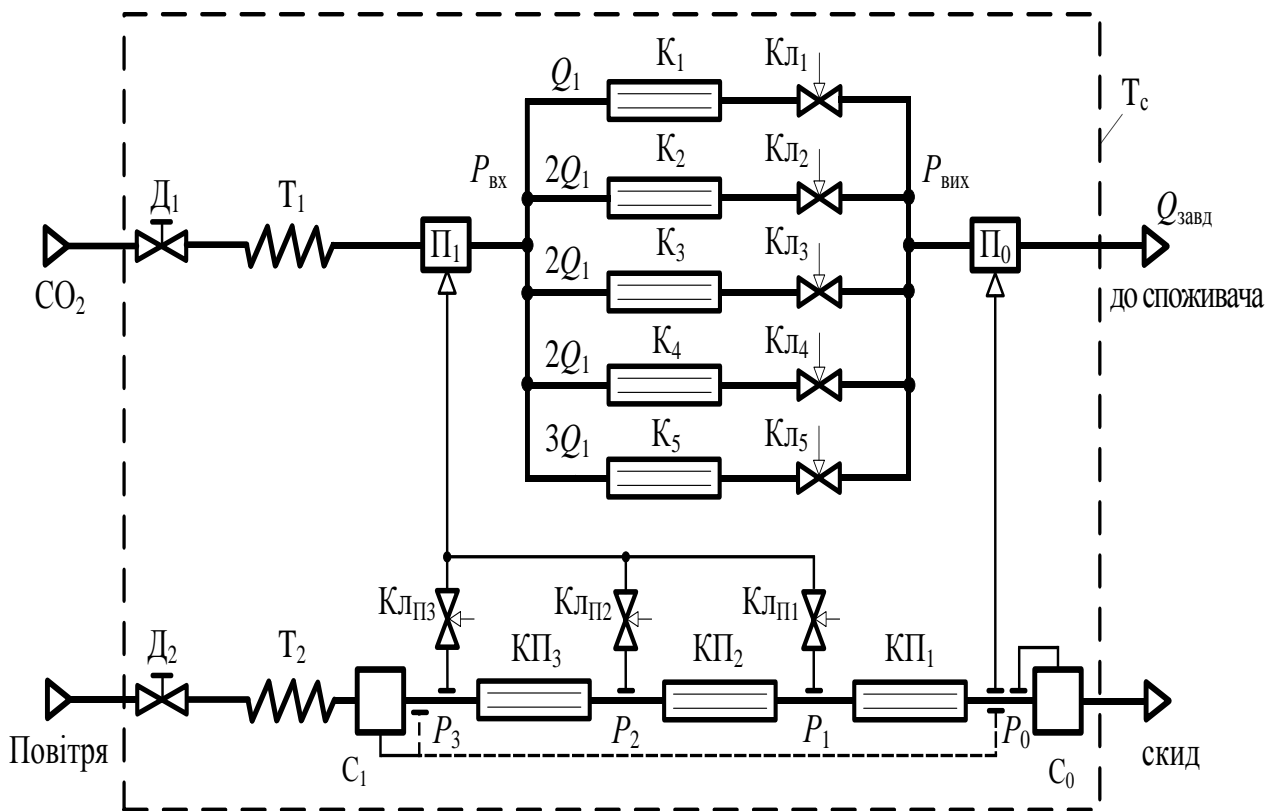 К₁
Кл₁
Q₁
Tс
К₂
Кл₂
Pвх
2Q₁
Pвих
Д₁
Т₁
Qзавд
П₁
К₃
Кл₃
П₀
2Q₁
CO₂
до споживача
К₄
Кл₄
2Q₁
К₅
Кл₅
3Q₁
КлП3
КлП2
КлП1
Д₂
Т₂
КП₃
КП₂
КП₁
Повітря
P₃
P₂
P₁
P₀
С₁
С₀
скид